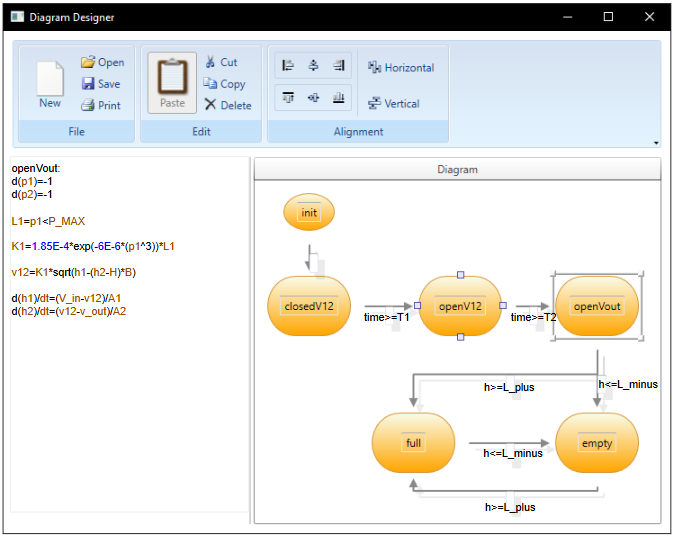 Diagram Designer
New
Open
Save
Print
File
Paste
Cut
Copy
Delete
Edit
Horizontal
Vertical
Alignment
openVout:
d(p1)=-1
d(p2)=-1
L1=p1<P_MAX
K1=1.85E-4*exp(-6E-6*(p1^3))*L1
v12=K1*sqrt(h1-(h2-H)*B)
d(h1)/dt=(V_in-v12)/A1
d(h2)/dt=(v12-v_out)/A2
Diagram
init
closedV12
time>=T1
openV12
time>=T2
openVout
h>=L_plus
h<=L_minus
full
h<=L_minus
empty
h>=L_plus